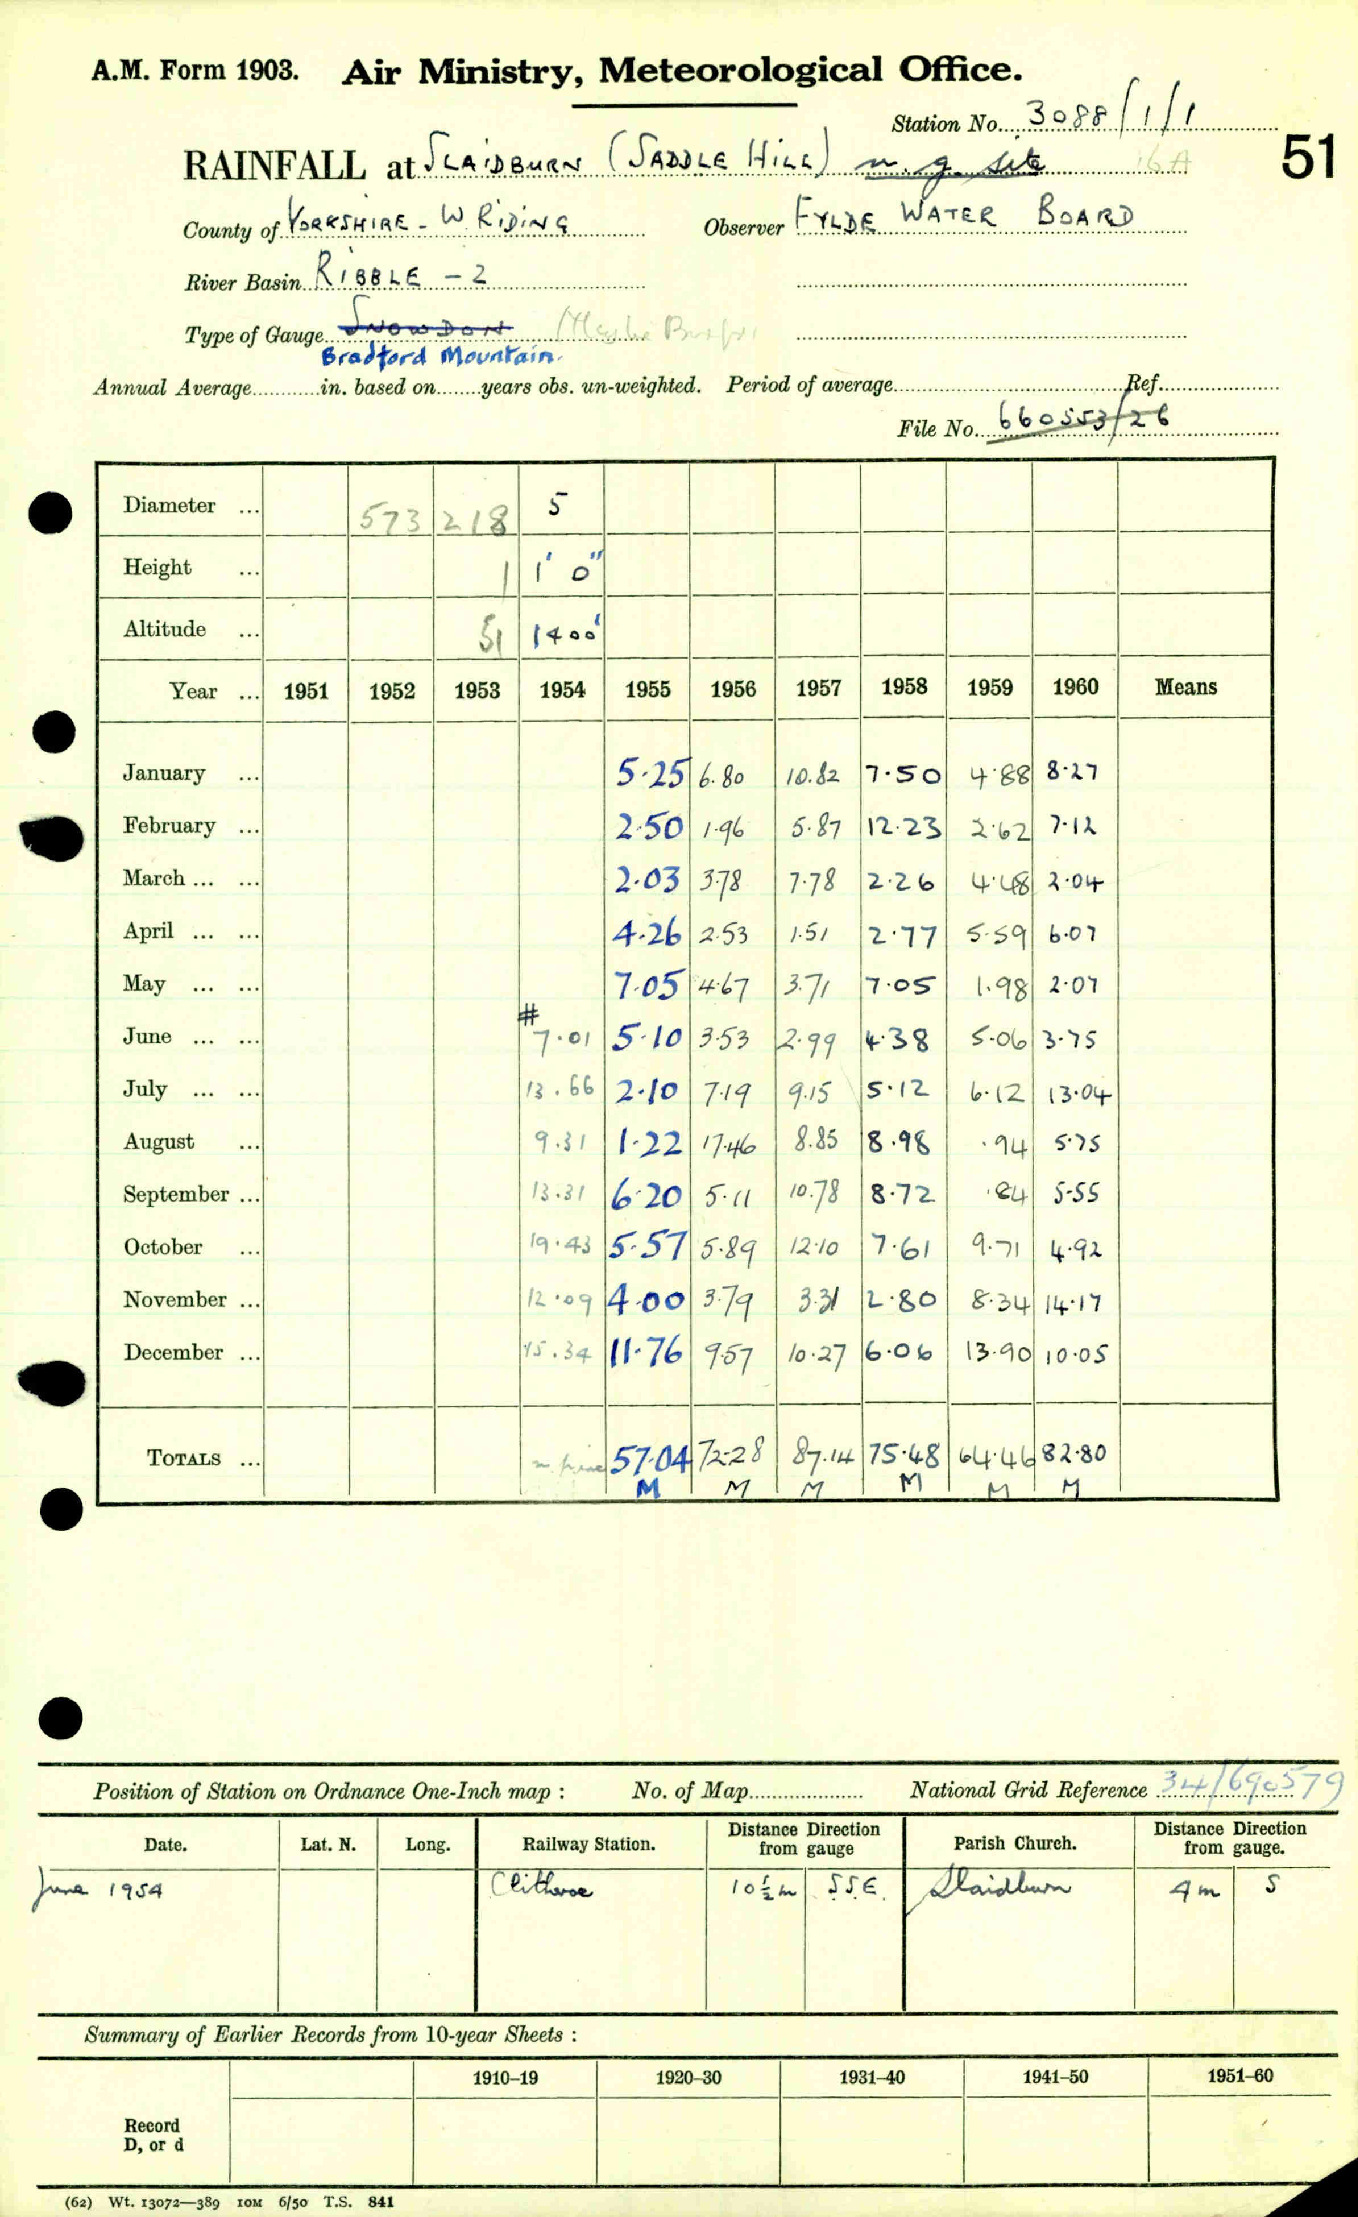 A.M. Form 1903. Air Ministry, Meteorological Office.
Station No. 3088/1/1
RAINFALL at SLAIDBURN (SADDLE HILL) m. g. site 16A
51
County of YORKSHIRE - W. RIDING Observer FYLDE WATER BOARD
River Basin RIBBLE - 2
Type of Gauge SNOWDON
Bradford Mountain.
Annual Average in. based on years obs. un-weighted. Period of average Ref.
File No. 660553/26
Diameter ... 573 218 5
Height ... 1 1' 0"
Altitude ... 51 1400'
Year ... 1951 1952 1953 1954 1955 1956 1957 1958 1959 1960 Means
January ... 5.25 6.80 10.82 7.50 4.88 8.27
February ... 2.50 1.96 5.87 12.23 2.62 7.12
March ... ... 2.03 3.78 7.78 2.26 4.48 2.04
April ... ... 4.26 2.53 1.51 2.77 5.59 6.07
May ... ... 7.05 4.67 3.71 7.05 1.98 2.07
June ... ... # 7.01 5.10 3.53 2.99 4.38 5.06 3.75
July ... ... 13.66 2.10 7.19 9.15 5.12 6.12 13.04
August ... 9.31 1.22 17.46 8.85 8.98 .94 5.75
September ... 13.31 6.20 5.11 10.78 8.72 .84 5.55
October ... 19.43 5.57 5.89 12.10 7.61 9.71 4.92
November ... 12.09 4.00 3.79 3.31 2.80 8.34 14.17
December ... 15.34 11.76 9.57 10.27 6.06 13.90 10.05
TOTALS ... 57.04 72.28 87.14 75.48 64.46 82.80
M M M M M M
Position of Station on Ordnance One-Inch map : No. of Map National Grid Reference 34/690579
Date. Lat. N. Long. Railway Station. Distance from Direction gauge Parish Church. Distance from Direction gauge.
June 1954 Clitheroe 10½ m S.S.E. Slaidburn 4 m S
Summary of Earlier Records from 10-year Sheets :
1910–19 1920–30 1931–40 1941–50 1951–60
Record
D, or d
(62) Wt. 13072—389 10M 6/50 T.S. 841